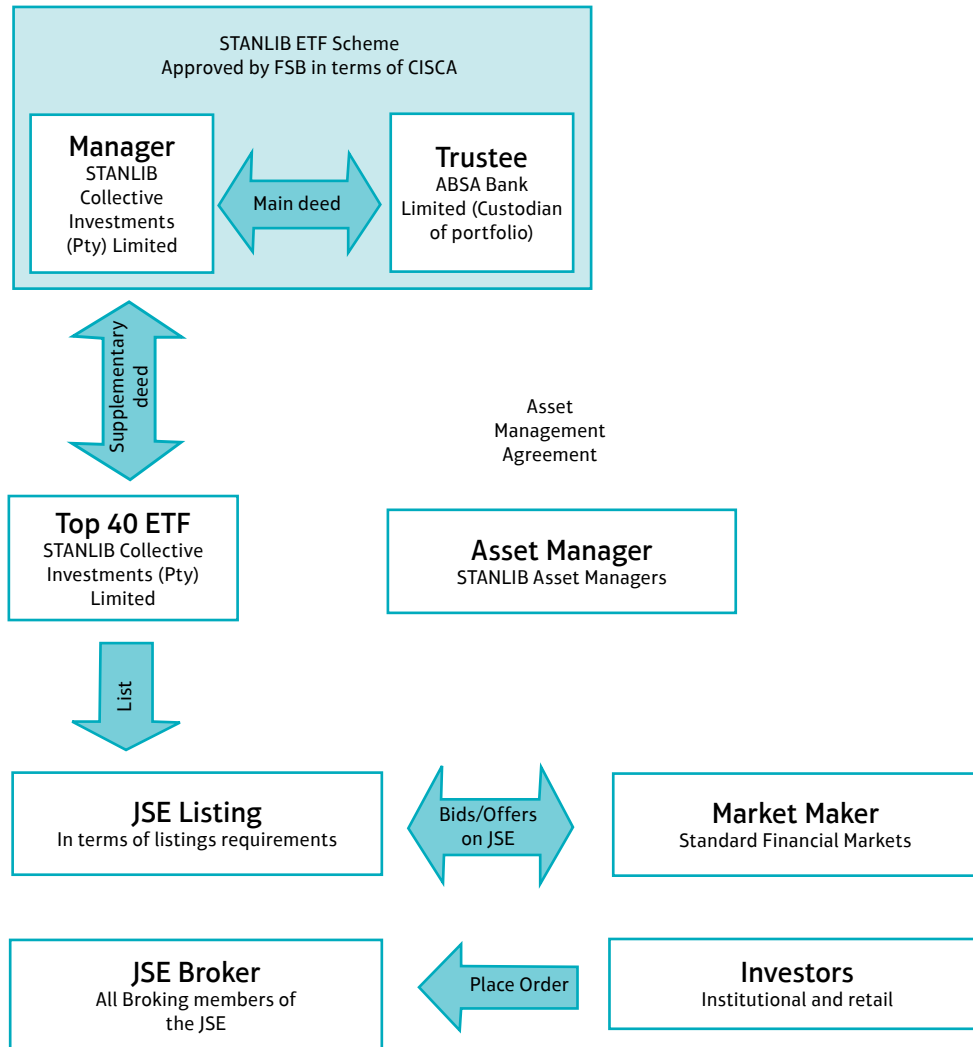 STANLIB ETF Scheme
Approved by FSB in terms of CISCA
Manager
STANLIB
Collective
Investments
(Pty) Limited
Main deed
Trustee
ABSA Bank
Limited (Custodian
of portfolio)
Supplementary
deed
Asset
Management
Agreement
Top 40 ETF
STANLIB Collective
Investments (Pty)
Limited
Asset Manager
STANLIB Asset Managers
List
JSE Listing
In terms of listings requirements
Bids/Offers
on JSE
Market Maker
Standard Financial Markets
JSE Broker
All Broking members of
the JSE
Place Order
Investors
Institutional and retail